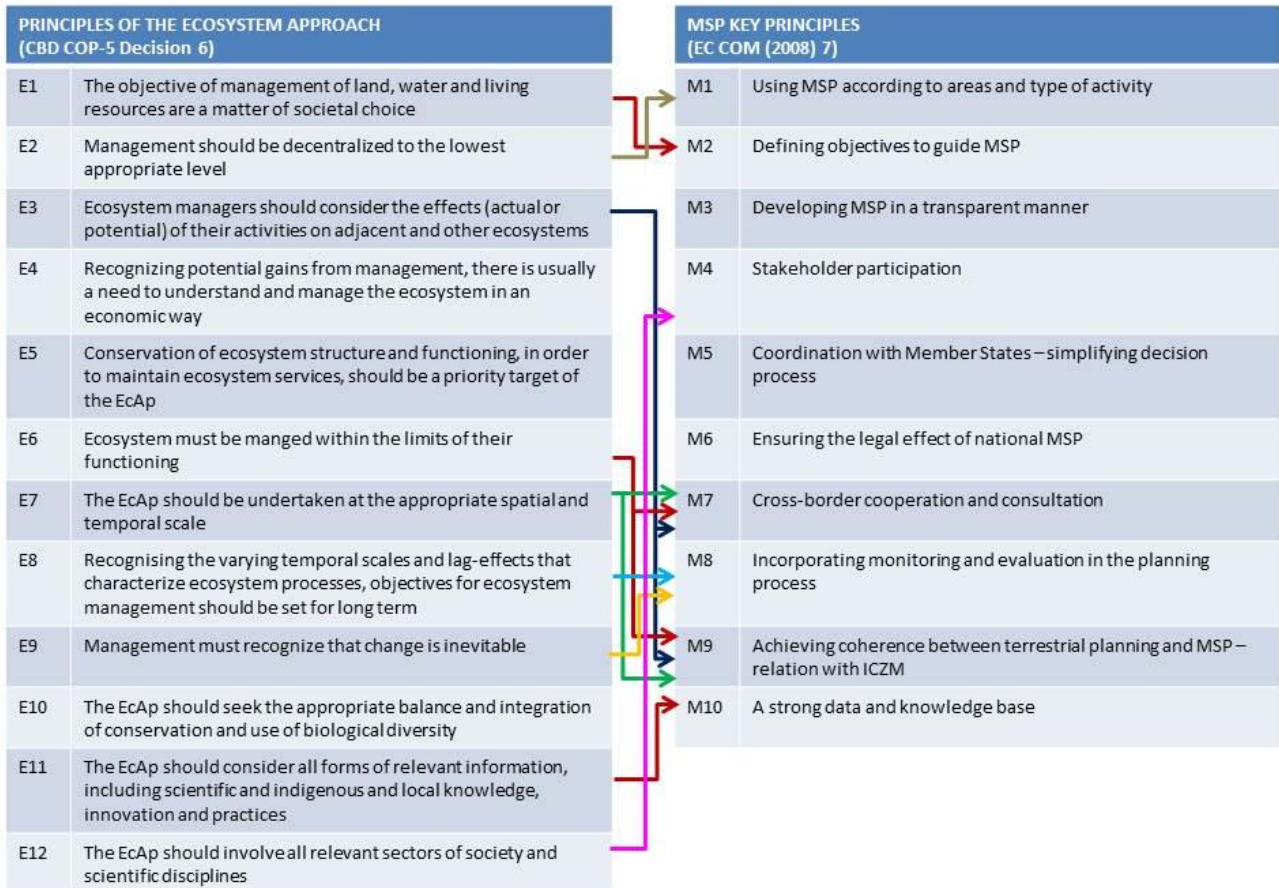 PRINCIPLES OF THE ECOSYSTEM APPROACH
(CBD COP-5 Decision 6)
E1 The objective of management of land, water and living
resources are a matter of societal choice
E2 Management should be decentralized to the lowest
appropriate level
E3 Ecosystem managers should consider the effects (actual or
potential) of their activities on adjacent and other ecosystems
E4 Recognizing potential gains from management, there is usually
a need to understand and manage the ecosystem in an
economic way
E5 Conservation of ecosystem structure and functioning, in order
to maintain ecosystem services, should be a priority target of
the EcAp
E6 Ecosystem must be manged within the limits of their
functioning
E7 The EcAp should be undertaken at the appropriate spatial and
temporal scale
E8 Recognising the varying temporal scales and lag-effects that
characterize ecosystem processes, objectives for ecosystem
management should be set for long term
E9 Management must recognize that change is inevitable
E10 The EcAp should seek the appropriate balance and integration
of conservation and use of biological diversity
E11 The EcAp should consider all forms of relevant information,
including scientific and indigenous and local knowledge,
innovation and practices
E12 The EcAp should involve all relevant sectors of society and
scientific disciplines
MSP KEY PRINCIPLES
(EC COM (2008) 7)
M1 Using MSP according to areas and type of activity
M2 Defining objectives to guide MSP
M3 Developing MSP in a transparent manner
M4 Stakeholder participation
M5 Coordination with Member States – simplifying decision
process
M6 Ensuring the legal effect of national MSP
M7 Cross-border cooperation and consultation
M8 Incorporating monitoring and evaluation in the planning
process
M9 Achieving coherence between terrestrial planning and MSP –
relation with ICZM
M10 A strong data and knowledge base